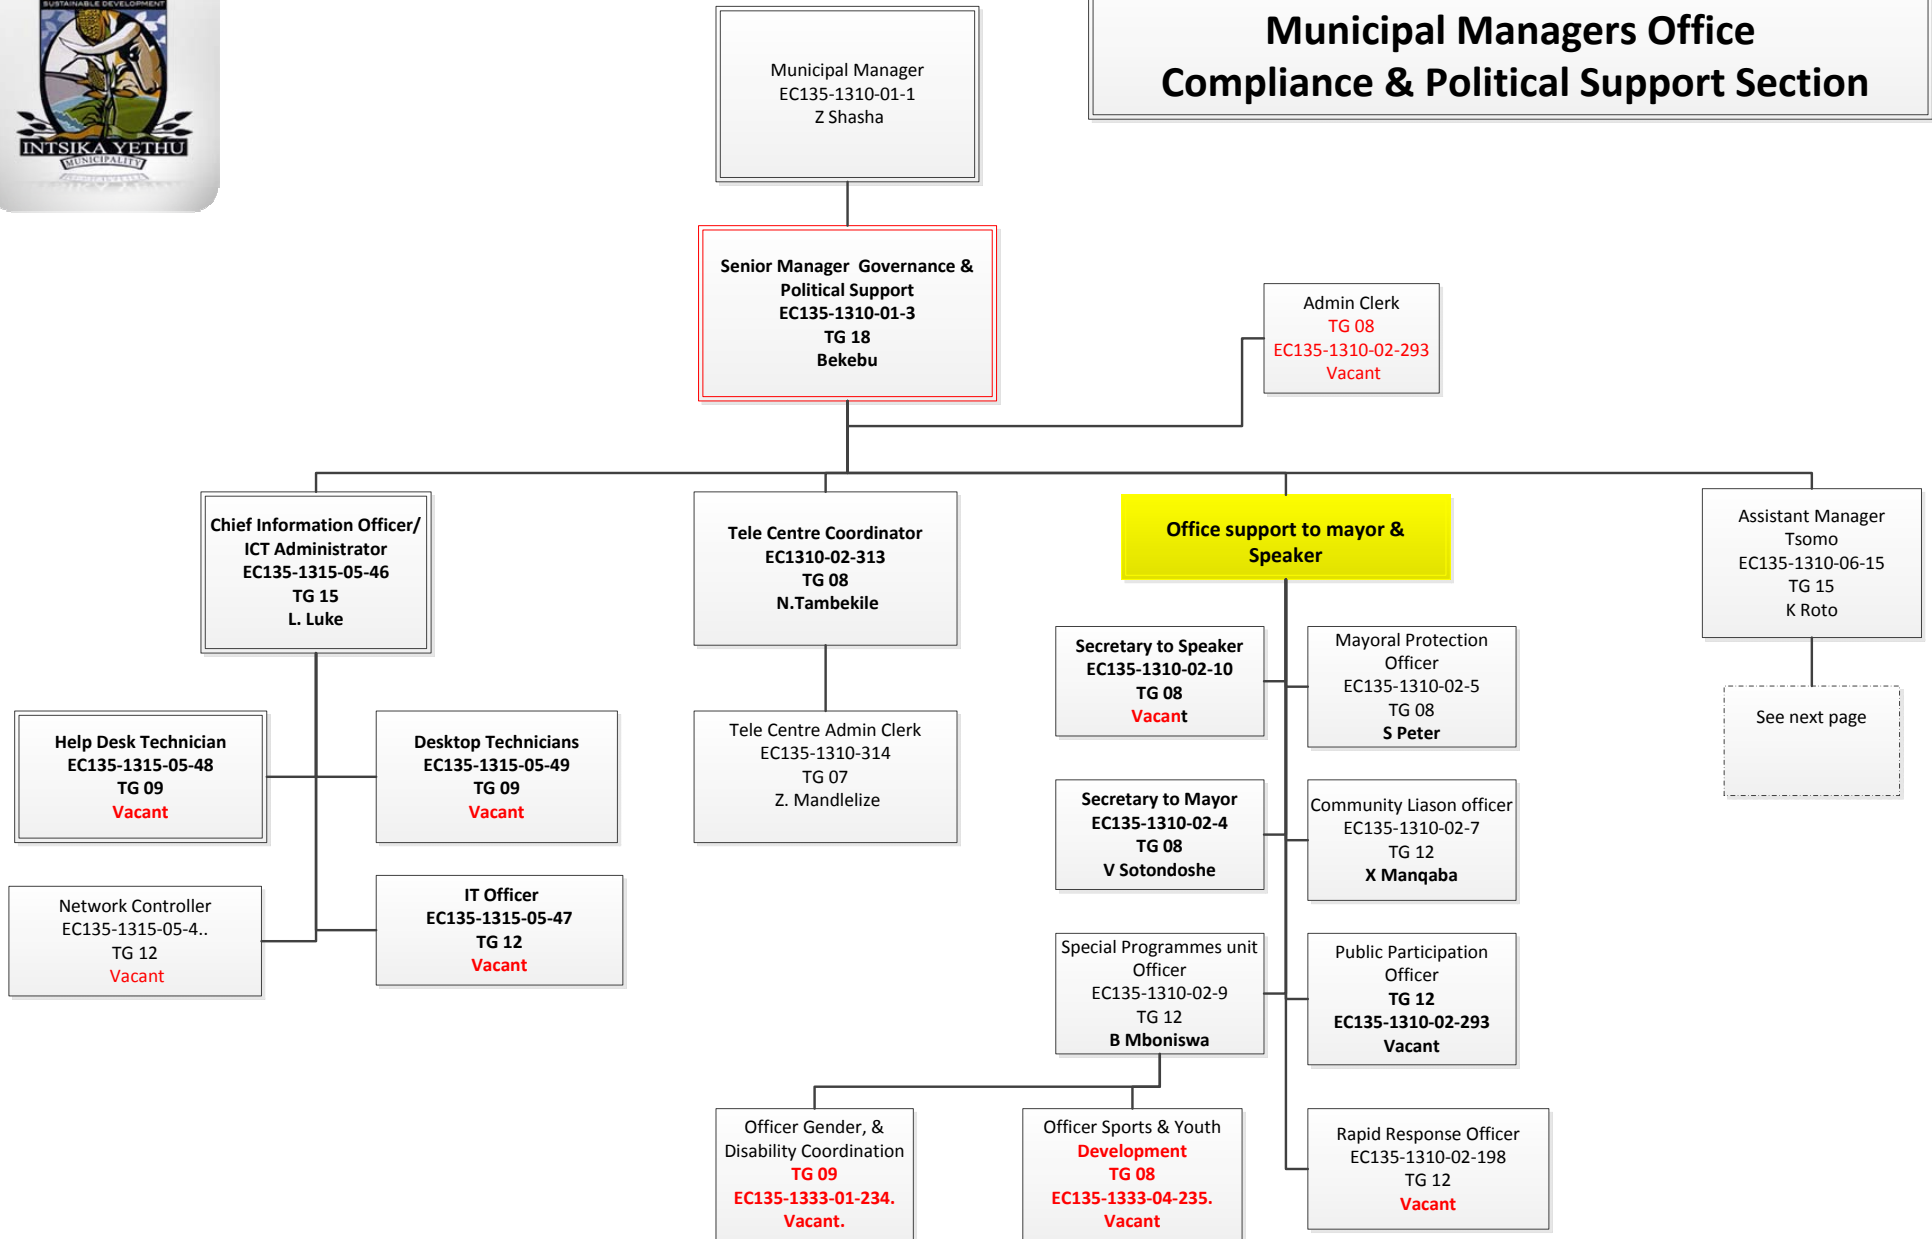 SUSTAINABLE DEVELOPMENT
INTSIKA YETHU
MUNICIPALITY
Municipal Managers Office
Compliance & Political Support Section
Municipal Manager
EC135-1310-01-1
Z Shasha
Senior Manager  Governance &
Political Support
EC135-1310-01-3
TG 18
Bekebu
Admin Clerk
TG 08
EC135-1310-02-293
Vacant
Chief Information Officer/
ICT Administrator
EC135-1315-05-46
TG 15
L. Luke
Tele Centre Coordinator
EC1310-02-313
TG 08
N.Tambekile
Office support to mayor &
Speaker
Assistant Manager
Tsomo
EC135-1310-06-15
TG 15
K Roto
Help Desk Technician
EC135-1315-05-48
TG 09
Vacant
Desktop Technicians
EC135-1315-05-49
TG 09
Vacant
Network Controller
EC135-1315-05-4..
TG 12
Vacant
IT Officer
EC135-1315-05-47
TG 12
Vacant
Tele Centre Admin Clerk
EC135-1310-314
TG 07
Z. Mandlelize
Secretary to Speaker
EC135-1310-02-10
TG 08
Vacant
Mayoral Protection
Officer
EC135-1310-02-5
TG 08
S Peter
Secretary to Mayor
EC135-1310-02-4
TG 08
V Sotondoshe
Community Liason officer
EC135-1310-02-7
TG 12
X Manqaba
Special Programmes unit
Officer
EC135-1310-02-9
TG 12
B Mboniswa
Public Participation
Officer
TG 12
EC135-1310-02-293
Vacant
Officer Gender, &
Disability Coordination
TG 09
EC135-1333-01-234.
Vacant.
Officer Sports & Youth
Development
TG 08
EC135-1333-04-235.
Vacant
Rapid Response Officer
EC135-1310-02-198
TG 12
Vacant
See next page